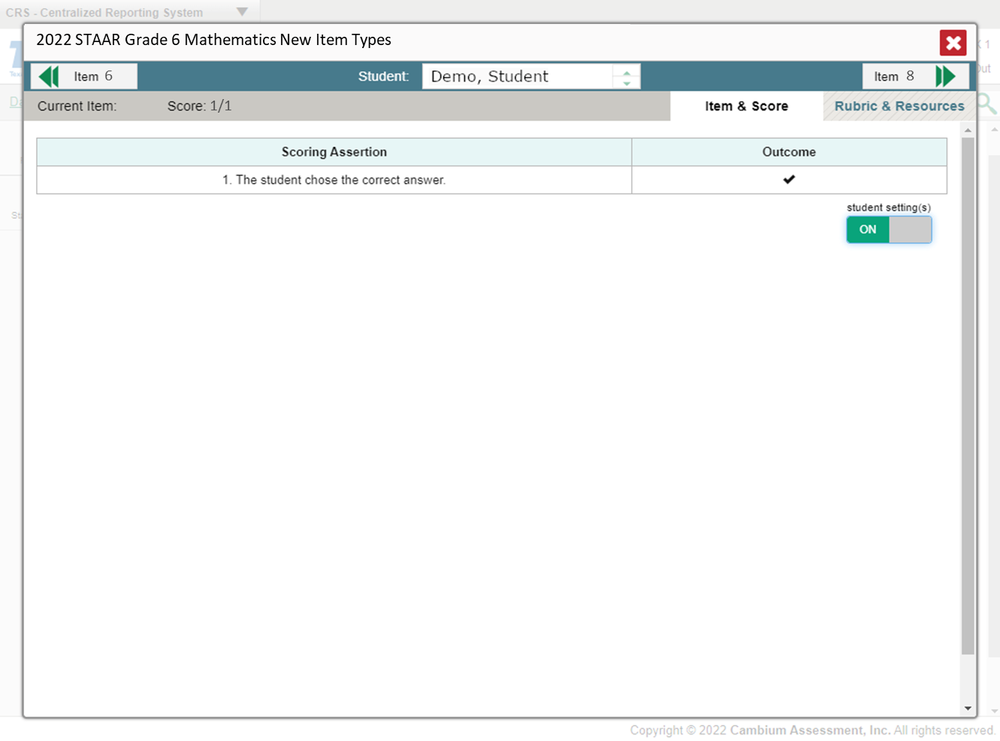 CRS - Centralized Reporting System
2022 STAAR Grade 6 Mathematics New Item Types
Item 6
Student:
Demo, Student
Item 8
Current Item:
Score: 1/1
Item & Score
Rubric & Resources
Scoring Assertion
Outcome
1. The student chose the correct answer.
student setting(s)
ON
Copyright © 2022 Cambium Assessment, Inc. All rights reserved.